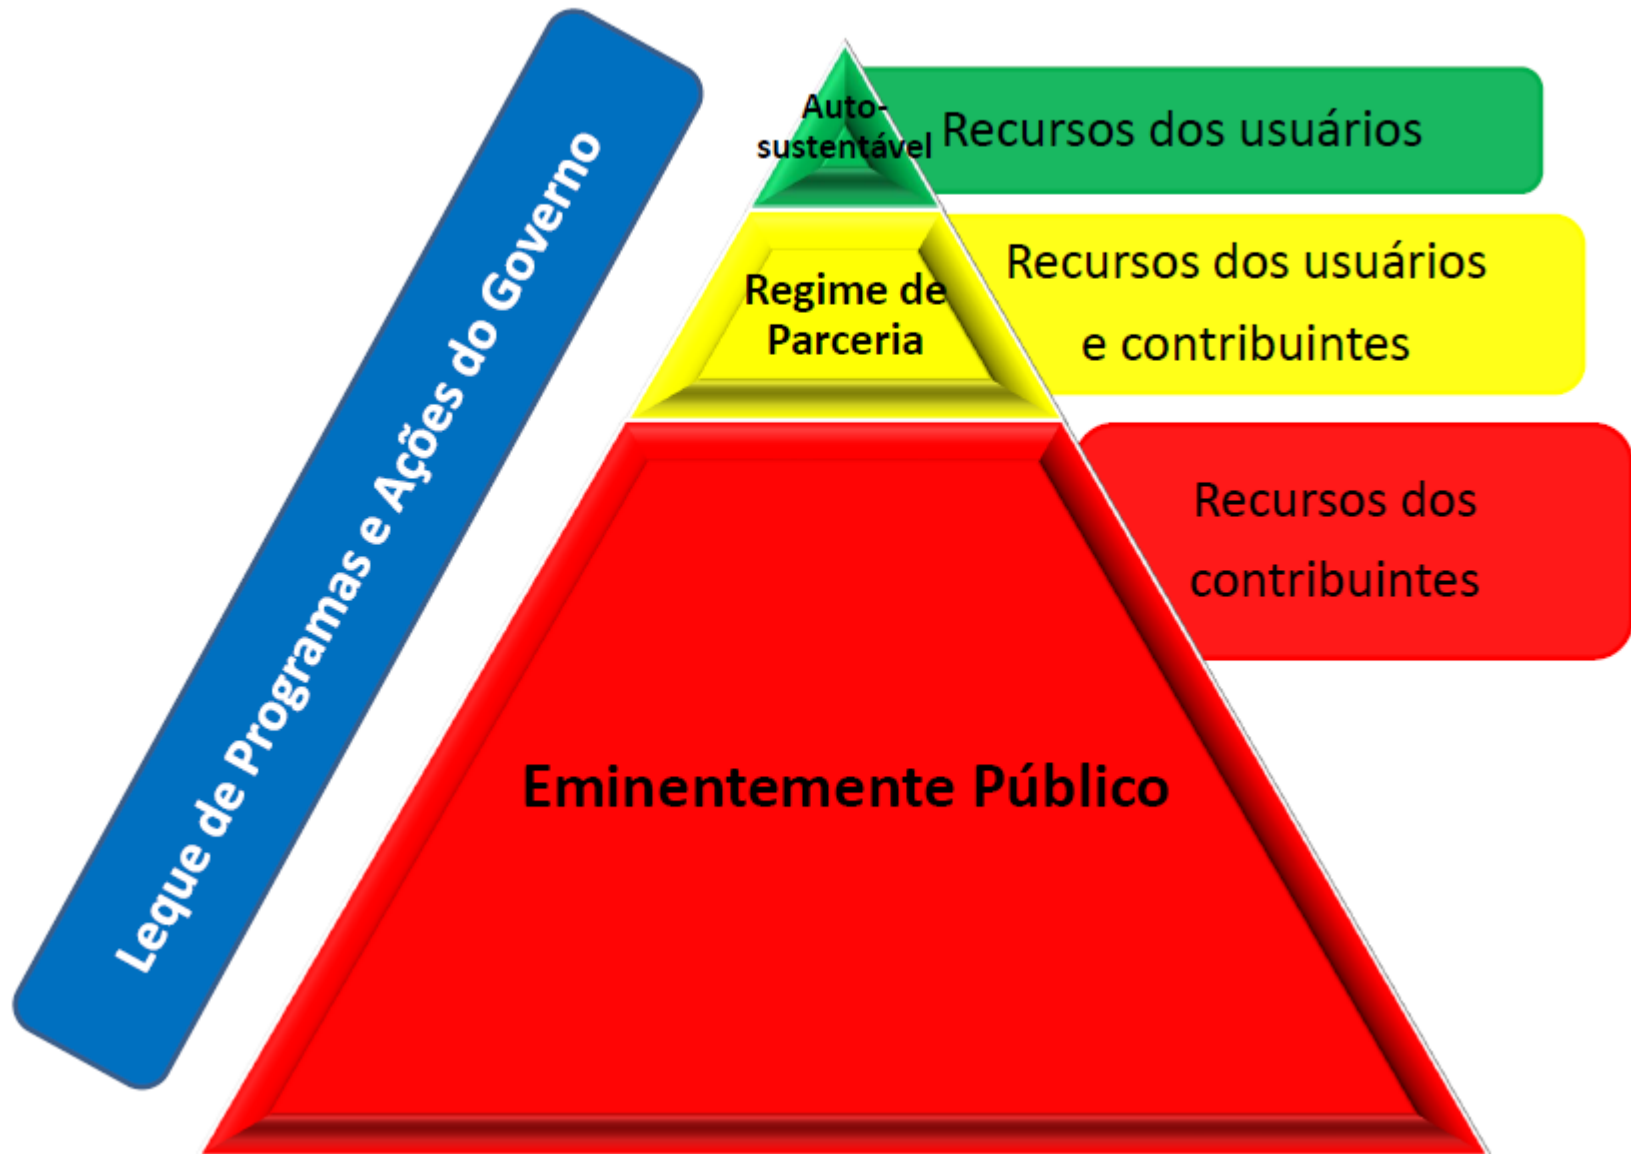 Leque de Programas e Ações do Governo
Auto-
sustentável
Recursos dos usuários
Regime de
Parceria
Recursos dos usuários
e contribuintes
Eminentemente Público
Recursos dos
contribuintes